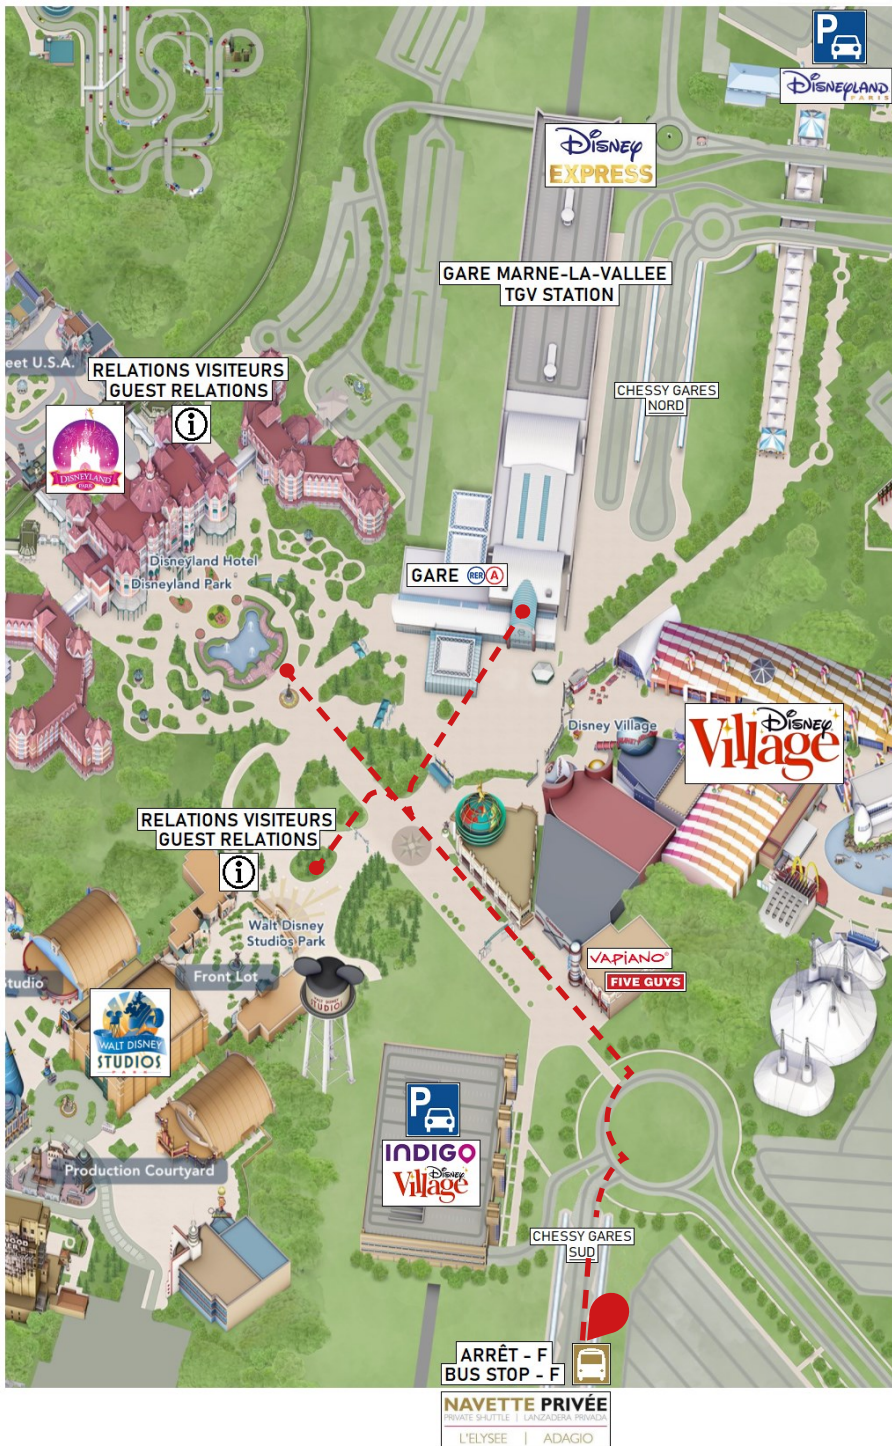 P
Disneyland
PARIS
Disney
EXPRESS
GARE MARNE-LA-VALLEE
TGV STATION
eet U.S.A.
RELATIONS VISITEURS
GUEST RELATIONS
i
CHESSY GARES
NORD
DISNEYLAND
PARK
Disneyland Hotel
Disneyland Park
GARE RER A
Disney Village
Disney
Village
RELATIONS VISITEURS
GUEST RELATIONS
i
Walt Disney
Studios Park
VAPIANO®
FIVE GUYS
Studio
Front Lot
STUDIOS
WALT DISNEY
STUDIOS
PARK
P
INDIGO
Disney
Village
Production Courtyard
CHESSY GARES
SUD
ARRÊT - F
BUS STOP - F
NAVETTE PRIVÉE
PRIVATE SHUTTLE | LANZADERA PRIVADA
L'ELYSEE | ADAGIO